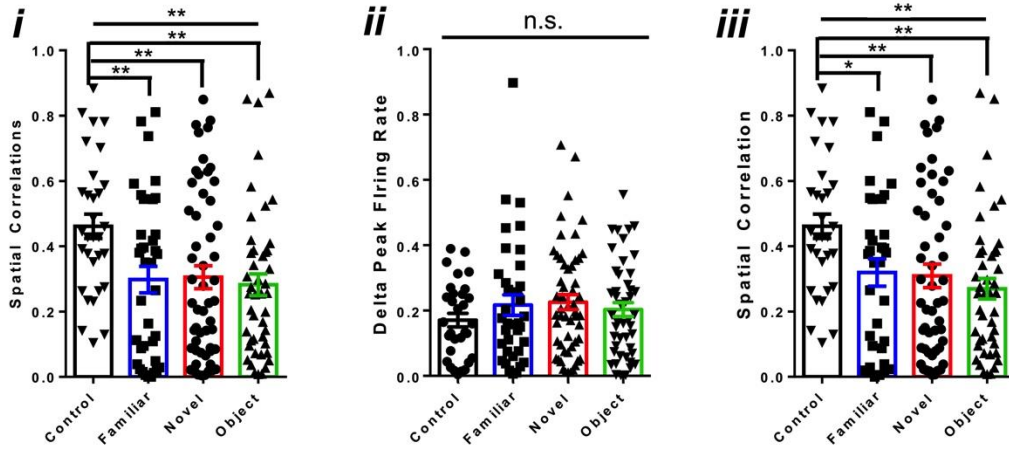 i
**
**
**
**
Spatial Correlations
1.0
0.8
0.6
0.4
0.2
0.0
Control
Familiar
Novel
Object
ii
n.s.
Delta Peak Firing Rate
1.0
0.8
0.6
0.4
0.2
0.0
Control
Familiar
Novel
Object
iii
**
**
**
*
Spatial Correlation
1.0
0.8
0.6
0.4
0.2
0.0
Control
Familiar
Novel
Object